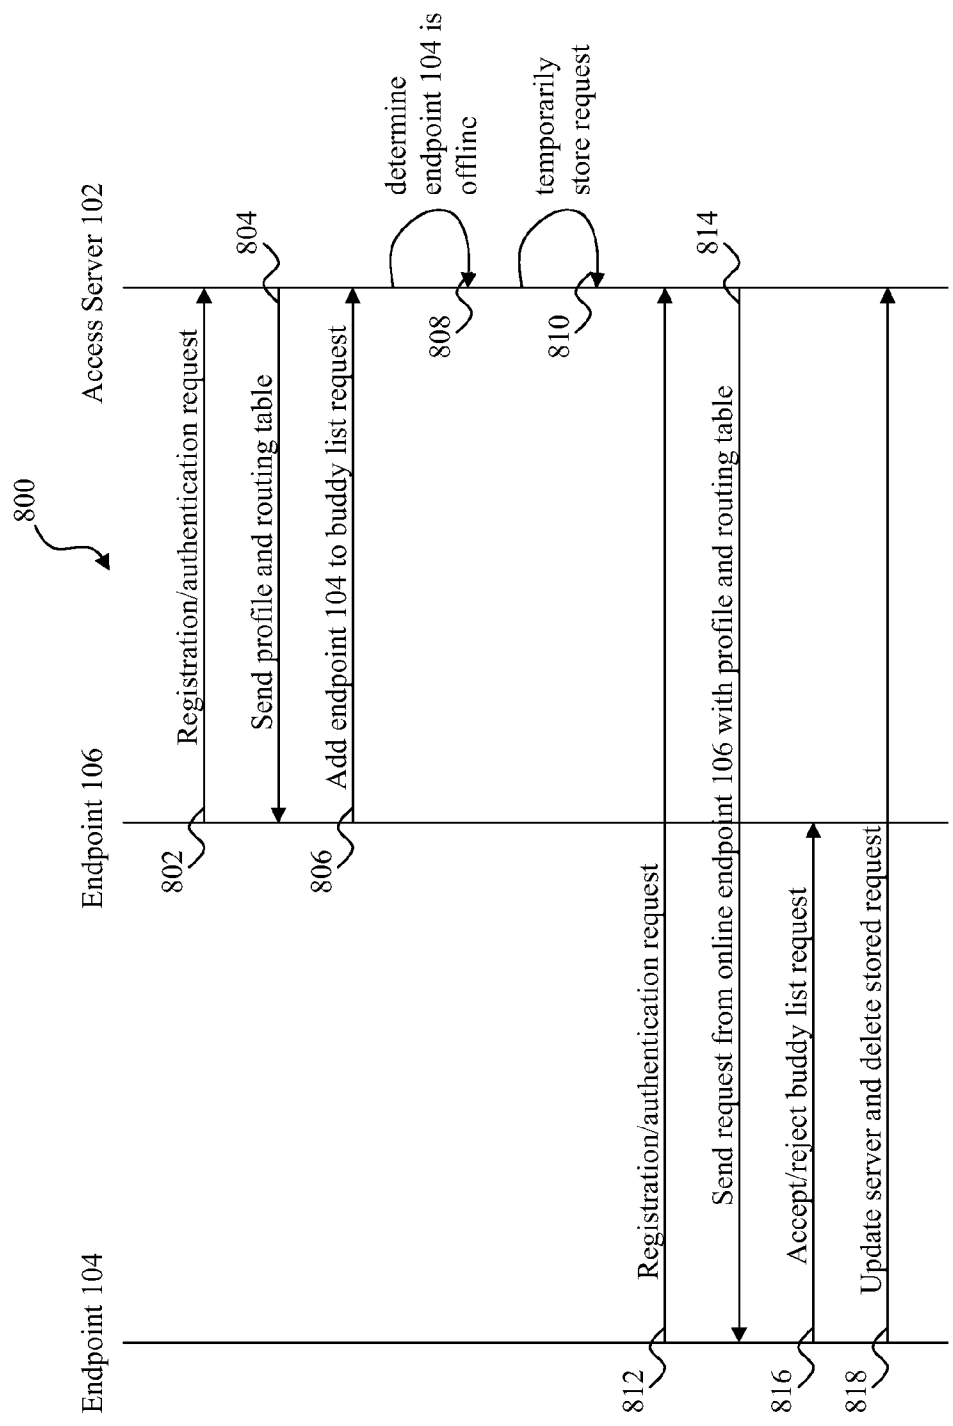 800
Endpoint 104
Endpoint 106
Access Server 102
Registration/authentication request
802
Send profile and routing table
804
Add endpoint 104 to buddy list request
806
determine
endpoint 104 is
offline
808
temporarily
store request
810
Registration/authentication request
812
Send request from online endpoint 106 with profile and routing table
814
Accept/reject buddy list request
816
Update server and delete stored request
818